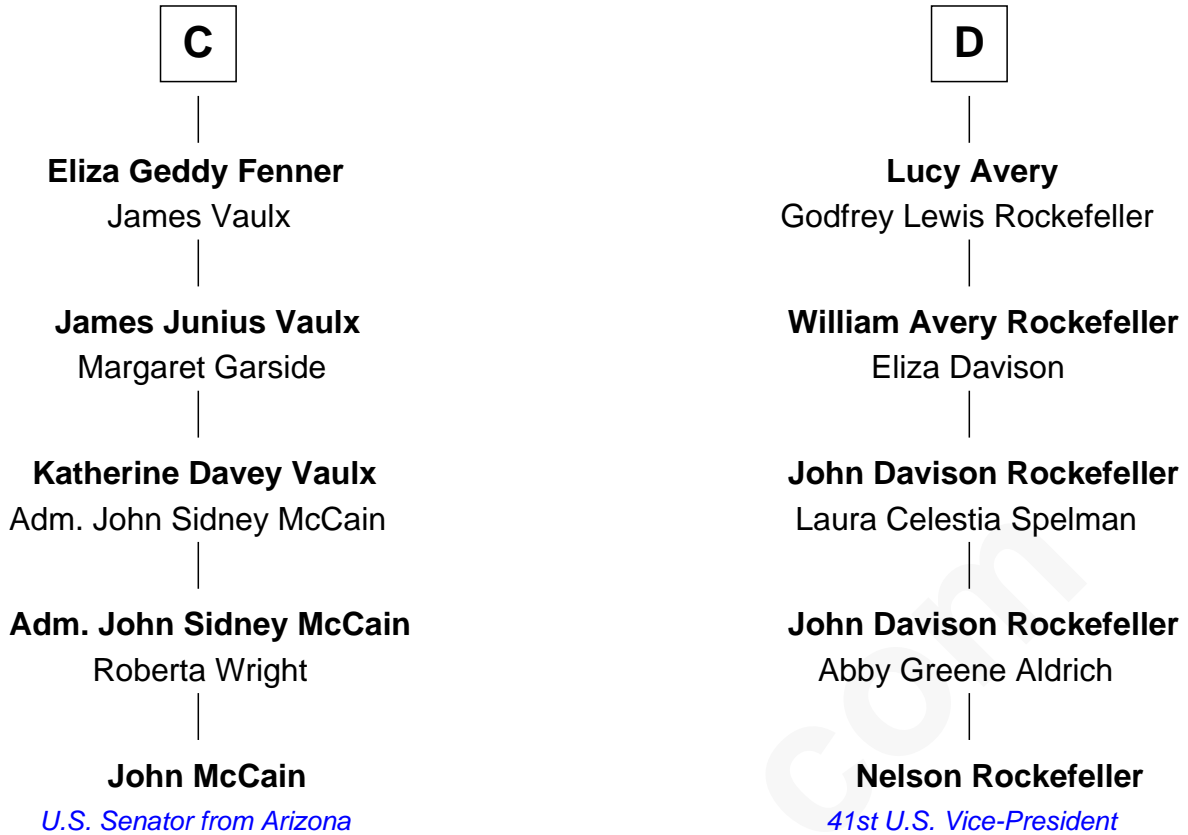 C
Eliza Geddy Fenner
James Vaulx
James Junius Vaulx
Margaret Garside
Katherine Davey Vaulx
Adm. John Sidney McCain
Adm. John Sidney McCain
Roberta Wright
John McCain
U.S. Senator from Arizona
D
Lucy Avery
Godfrey Lewis Rockefeller
William Avery Rockefeller
Eliza Davison
John Davison Rockefeller
Laura Celestia Spelman
John Davison Rockefeller
Abby Greene Aldrich
Nelson Rockefeller
41st U.S. Vice-President
com